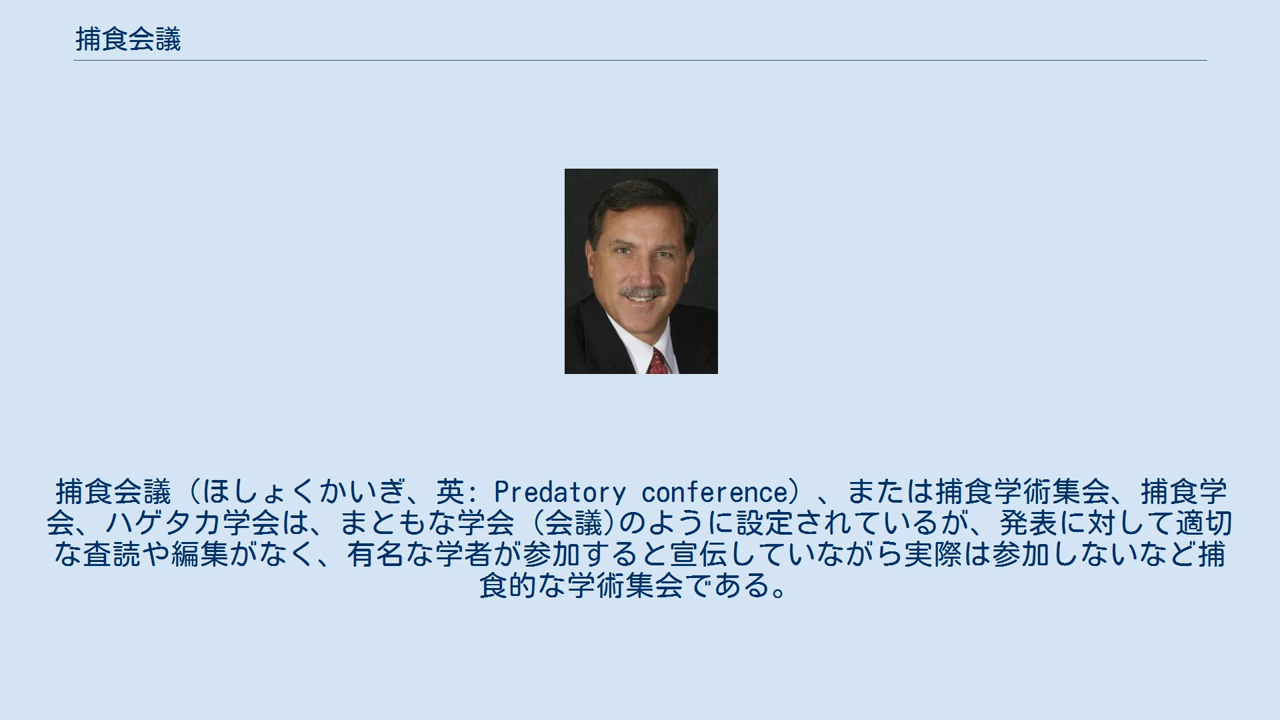 捕食会議
捕食会議（ほしょくかいぎ、英: Predatory conference）、または捕食学術集会、捕食学
会、ハゲタカ学会は、まともな学会（会議)のように設定されているが、発表に対して適切
な査読や編集がなく、有名な学者が参加すると宣伝していながら実際は参加しないなど捕
食的な学術集会である。